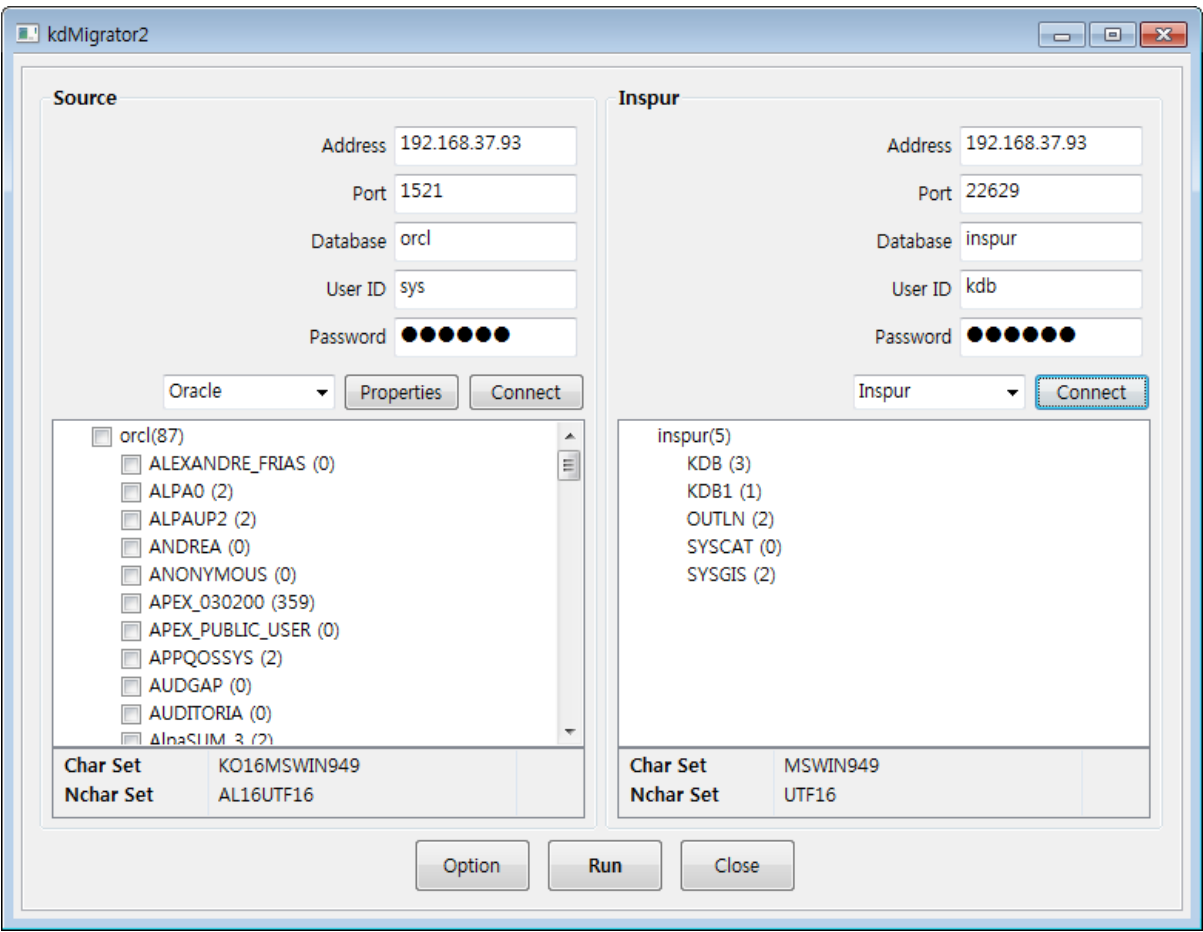 kdMigrator2
Source
Address 192.168.37.93
Port 1521
Database orcl
User ID sys
Password ●●●●●●
Oracle Properties Connect
orcl(87)
ALEXANDRE_FRIAS (0)
ALPA0 (2)
ALPAUP2 (2)
ANDREA (0)
ANONYMOUS (0)
APEX_030200 (359)
APEX_PUBLIC_USER (0)
APPQOSSYS (2)
AUDGAP (0)
AUDITORIA (0)
AlpaSUM_3 (2)
Char Set KO16MSWIN949
Nchar Set AL16UTF16
Inspur
Address 192.168.37.93
Port 22629
Database inspur
User ID kdb
Password ●●●●●●
Inspur Connect
inspur(5)
KDB (3)
KDB1 (1)
OUTLN (2)
SYSCAT (0)
SYSGIS (2)
Char Set MSWIN949
Nchar Set UTF16
Option Run Close